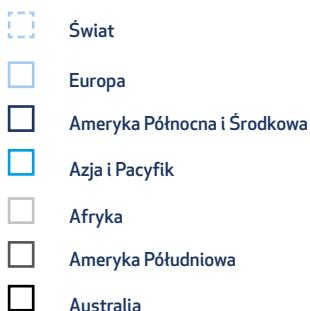 Świat
Europa
Ameryka Północna i Środkowa
Azja i Pacyfik
Afryka
Ameryka Południowa
Australia